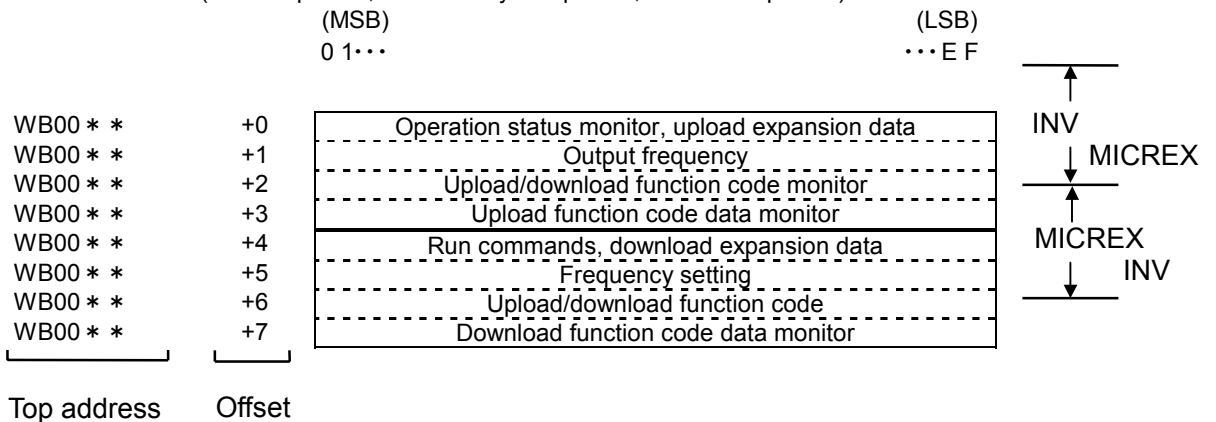 (MSB) (LSB)
0 1··· ···E F
WB00** +0 Operation status monitor, upload expansion data INV
WB00** +1 Output frequency MICREX
WB00** +2 Upload/download function code monitor
WB00** +3 Upload function code data monitor
WB00** +4 Run commands, download expansion data MICREX
WB00** +5 Frequency setting INV
WB00** +6 Upload/download function code
WB00** +7 Download function code data monitor
Top address Offset